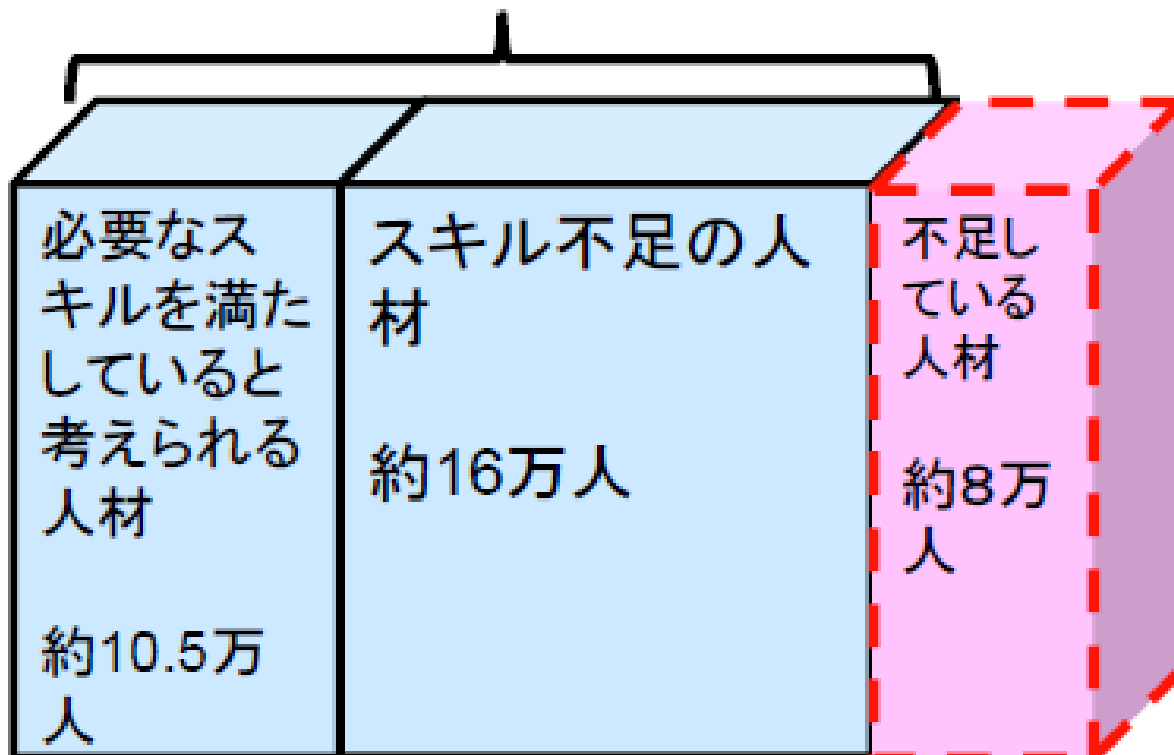 必要なス
キルを満た
していると
考えられる
人材
約10.5万
人
スキル不足の人
材
約16万人
不足し
ている
人材
約8万
人